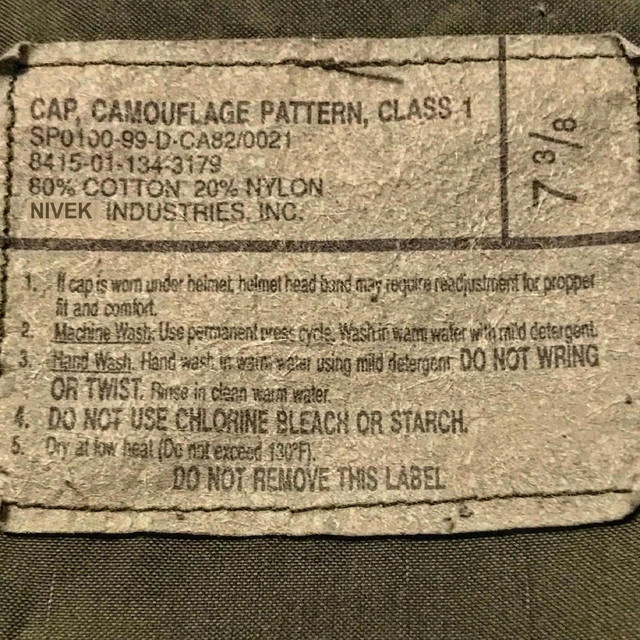 CAP, CAMOUFLAGE PATTERN, CLASS 1
SP0100-99-D-CA82/0021
8415-01-134-3179
80% COTTON 20% NYLON
NIVEK INDUSTRIES, INC.
7 3/8
1. If cap is worn under helmet, helmet head band may require readjustment for propper
fit and comfort.
2. Machine Wash: Use permanent press cycle. Wash in warm water with mild detergent.
3. Hand Wash. Hand wash in warm water using mild detergent DO NOT WRING
OR TWIST. Rinse in clean warm water.
4. DO NOT USE CHLORINE BLEACH OR STARCH.
5. Dry at low heat (Do not exceed 130°F).
DO NOT REMOVE THIS LABEL